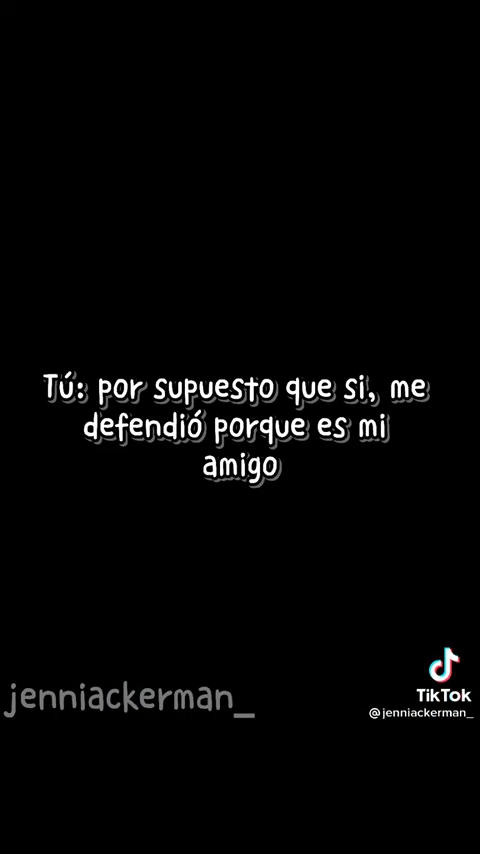 Tú: por supuesto que si, me
defendió porque es mi
amigo
jenniackerman_
TikTok
@jenniackerman_